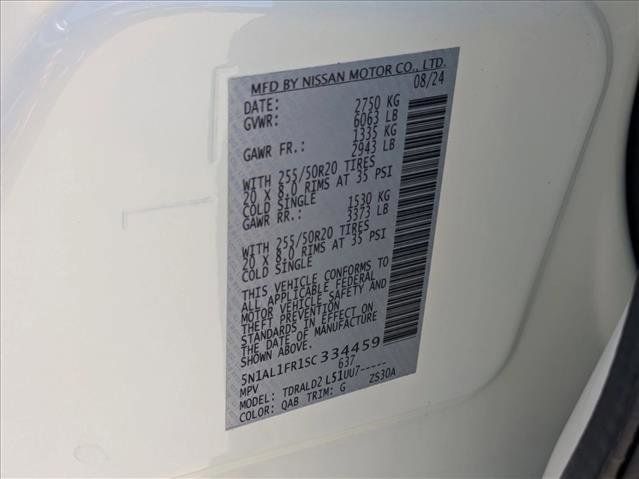 MFD BY NISSAN MOTOR CO., LTD.
08/24
DATE: 2750 KG
GVWR: 6063 LB
1335 KG
GAWR FR.: 2943 LB
WITH 255/50R20 TIRES
20 X 8.0 RIMS AT 35 PSI
COLD SINGLE 1530 KG
GAWR RR.: 3373 LB
WITH 255/50R20 TIRES
20 X 8.0 RIMS AT 35 PSI
COLD SINGLE
THIS VEHICLE CONFORMS TO
ALL APPLICABLE FEDERAL
MOTOR VEHICLE SAFETY AND
THEFT PREVENTION
STANDARDS IN EFFECT ON
THE DATE OF MANUFACTURE
SHOWN ABOVE.
5N1AL1FR1SC334459
MPV 637
MODEL: TDRALD2 LS1UU7-----
COLOR: QAB TRIM: G ZS30A